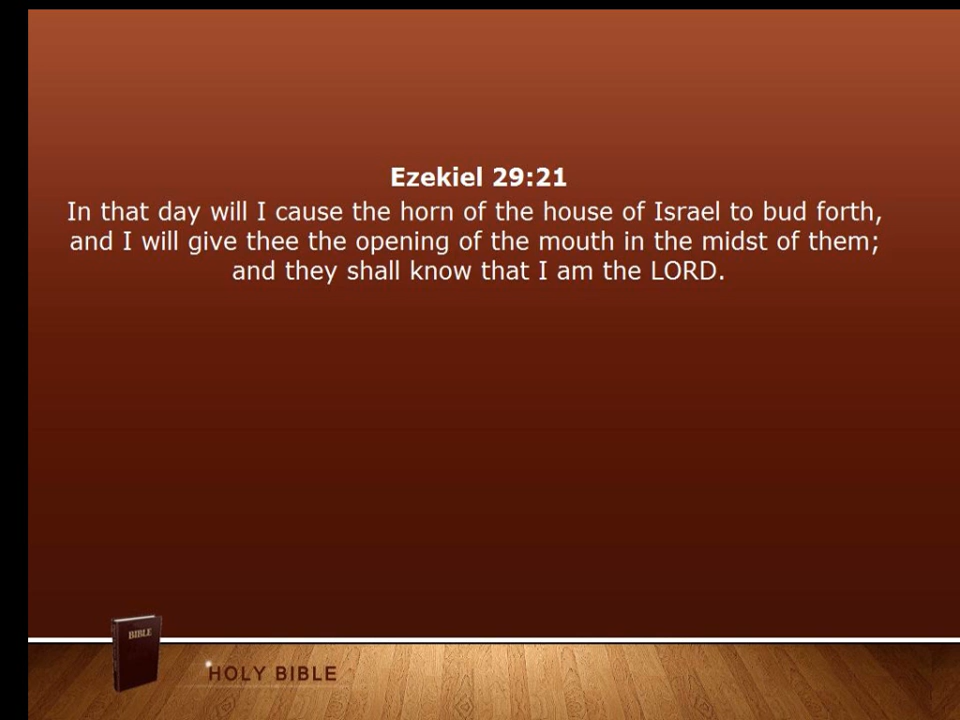 Ezekiel 29:21
In that day will I cause the horn of the house of Israel to bud forth,
and I will give thee the opening of the mouth in the midst of them;
and they shall know that I am the LORD.
BIBLE
HOLY BIBLE